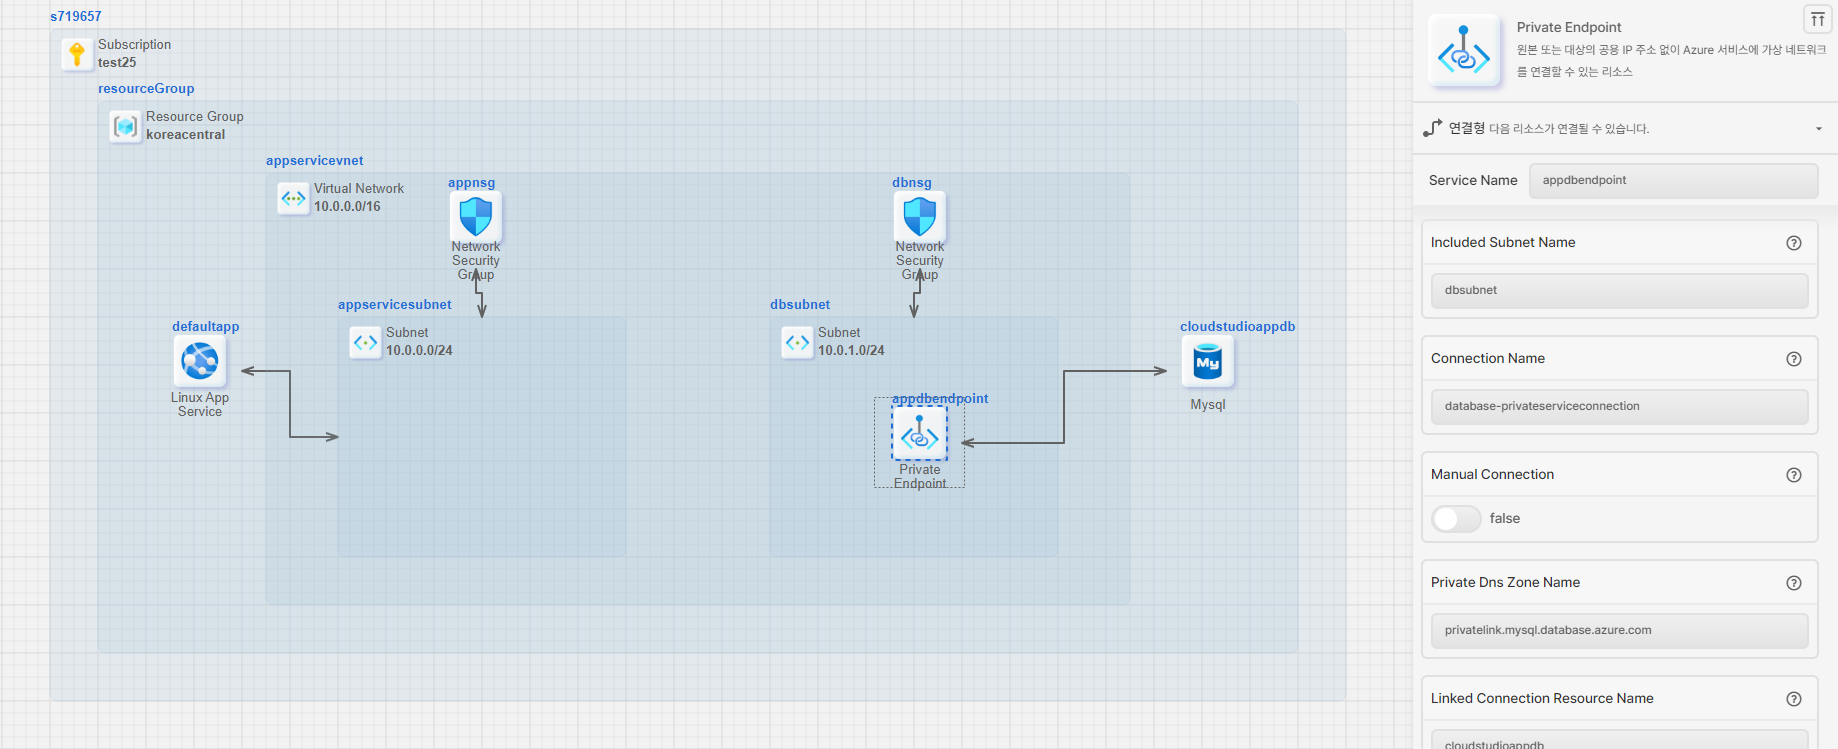 s719657
Subscription
test25
resourceGroup
Resource Group
koreacentral
appservicevnet
Virtual Network
10.0.0.0/16
appnsg
Network
Security
Group
dbnsg
Network
Security
Group
appservicesubnet
Subnet
10.0.0.0/24
dbsubnet
Subnet
10.0.1.0/24
defaultapp
Linux App
Service
appdbendpoint
Private
Endpoint
cloudstudioappdb
My
Mysql
Private Endpoint
원본 또는 대상의 공용 IP 주소 없이 Azure 서비스에 가상 네트워크
를 연결할 수 있는 리소스
연결형 다음 리소스가 연결될 수 있습니다.
Service Name
appdbendpoint
Included Subnet Name
dbsubnet
Connection Name
database-privateserviceconnection
Manual Connection
false
Private Dns Zone Name
privatelink.mysql.database.azure.com
Linked Connection Resource Name
cloudstudioappdb